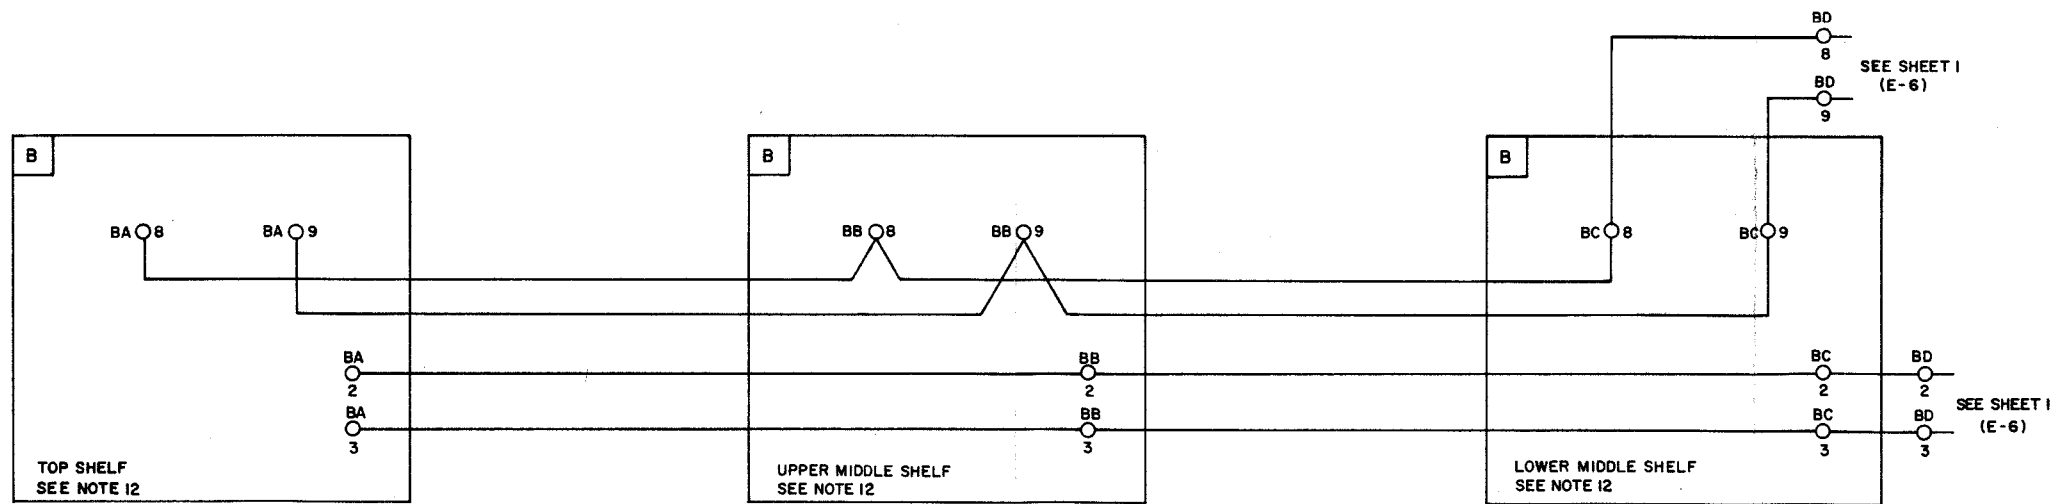 BD
8
SEE SHEET 1
(E-6)
BD
9
B
B
B
BA 8
BA 9
BB 8
BB 9
BC 8
BC 9
BA
2
BB
2
BC
2
BD
2
BA
3
BB
3
BC
3
BD
3
SEE SHEET 1
(E-6)
TOP SHELF
SEE NOTE 12
UPPER MIDDLE SHELF
SEE NOTE 12
LOWER MIDDLE SHELF
SEE NOTE 12